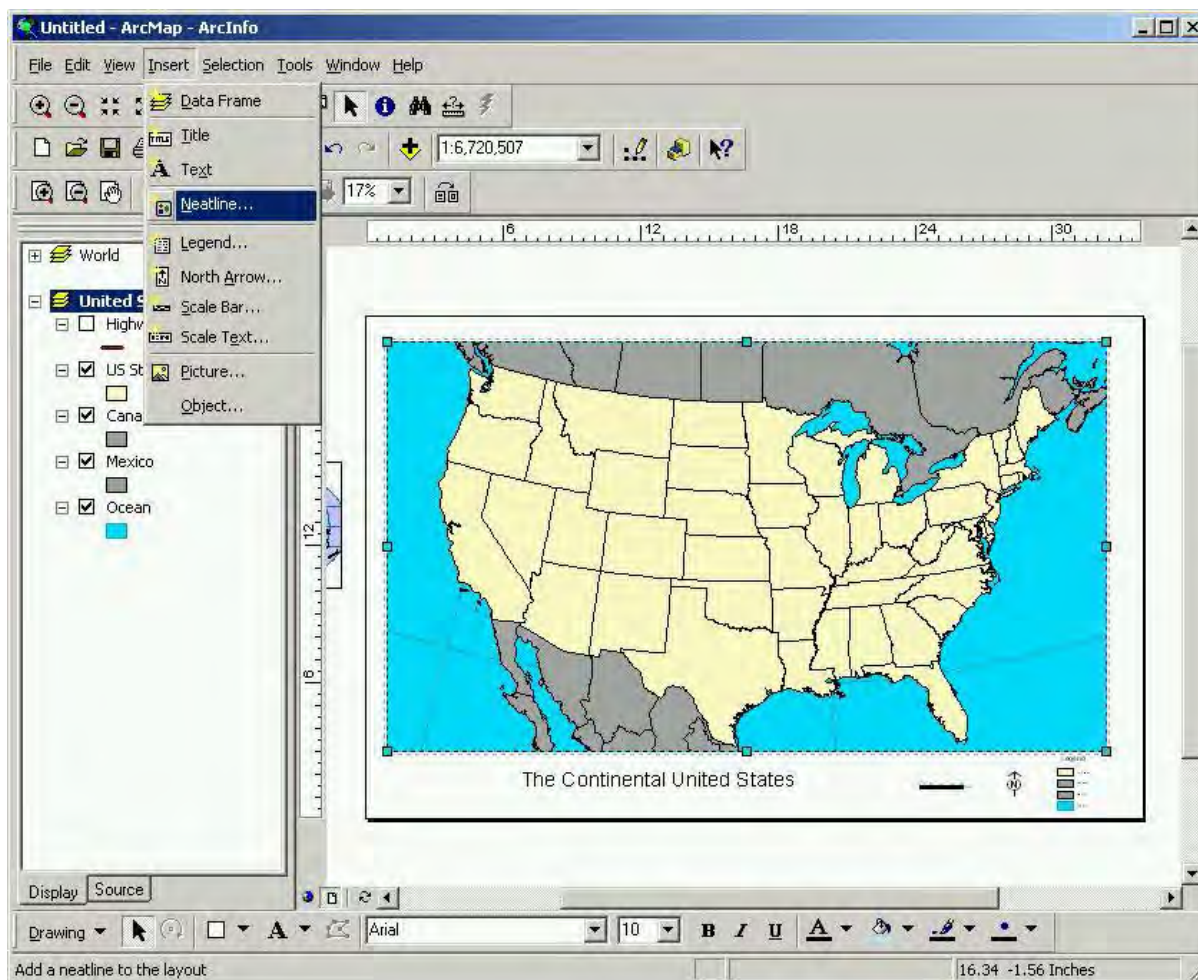 Untitled - ArcMap - ArcInfo
File Edit View Insert Selection Tools Window Help
Data Frame
Title
Text
Neatline...
Legend...
North Arrow...
Scale Bar...
Scale Text...
Picture...
Object...
1:6,720,507
17%
6 12 18 24 30
World
United S
Highw
US St
Cana
Mexico
Ocean
12
6
The Continental United States
N
Legend
Display Source
Drawing A Arial 10 B I U A
Add a neatline to the layout
16.34 -1.56 Inches